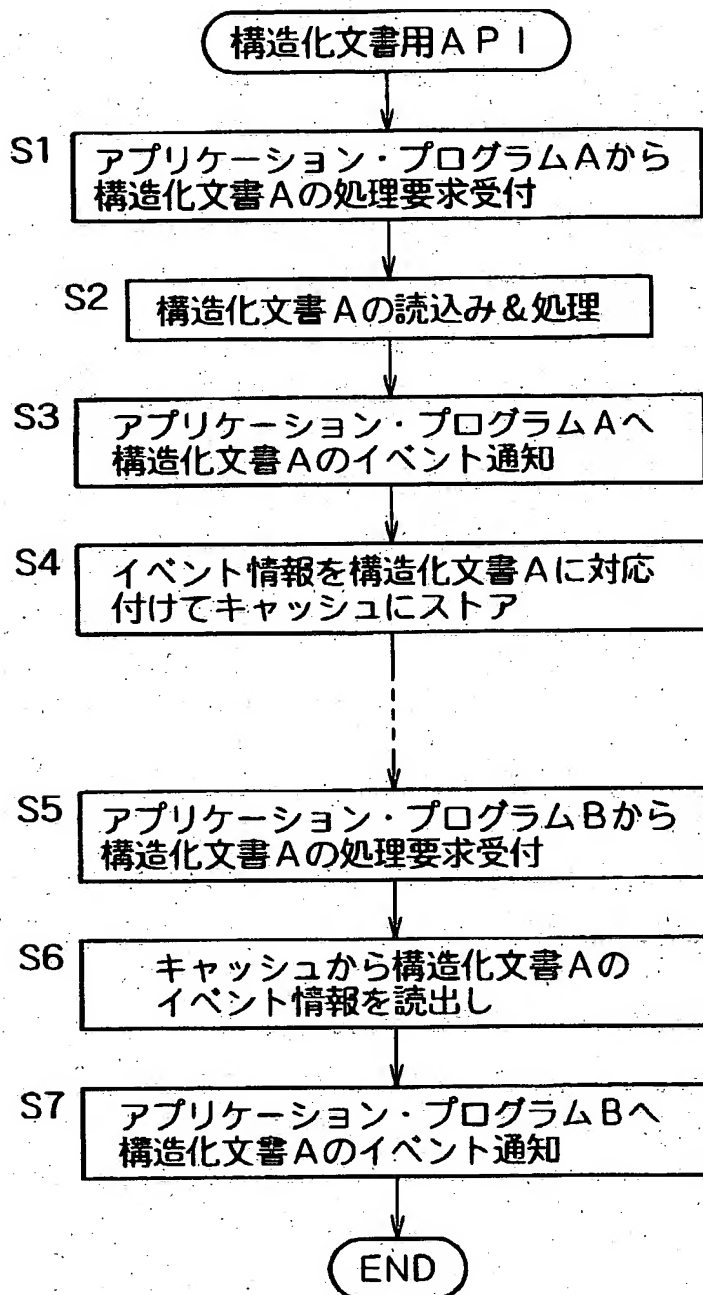 構造化文書用API
S1
アプリケーション・プログラムAから
構造化文書Aの処理要求受付
S2
構造化文書Aの読込み&処理
S3
アプリケーション・プログラムAへ
構造化文書Aのイベント通知
S4
イベント情報を構造化文書Aに対応
付けてキャッシュにストア
S5
アプリケーション・プログラムBから
構造化文書Aの処理要求受付
S6
キャッシュから構造化文書Aの
イベント情報を読出し
S7
アプリケーション・プログラムBへ
構造化文書Aのイベント通知
END